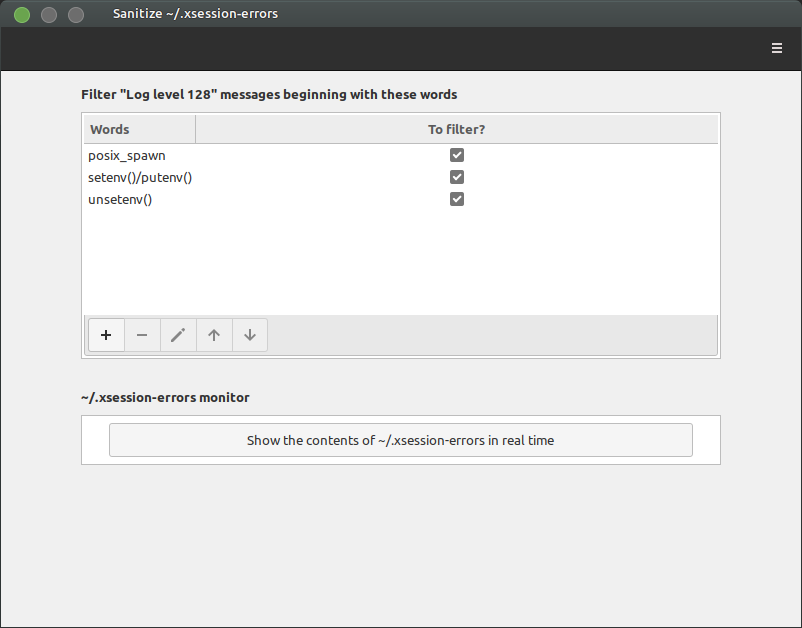 Sanitize ~/.xsession-errors
Filter "Log level 128" messages beginning with these words
Words To filter?
posix_spawn
setenv()/putenv()
unsetenv()
~/.xsession-errors monitor
Show the contents of ~/.xsession-errors in real time